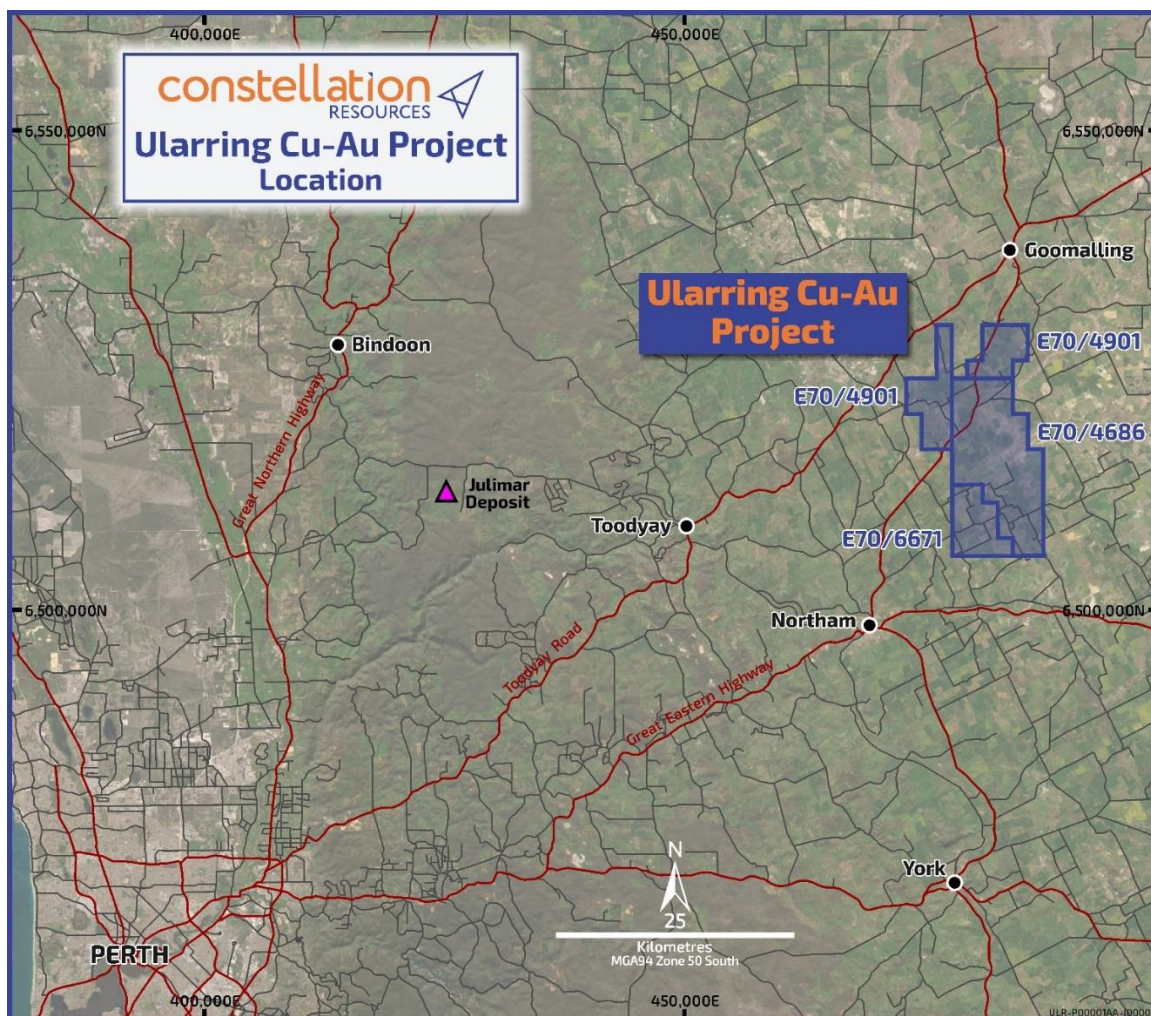 400,000E
450,000E
constellation
RESOURCES
Ularring Cu-Au Project
Location
6,550,000N
6,550,000N
Goomalling
Ularring Cu-Au
Project
Bindoon
E70/4901
E70/4901
E70/4686
Great Northern Highway
Julimar
Deposit
Toodyay
E70/6671
6,500,000N
6,500,000N
Northam
Toodyay Road
Great Eastern Highway
N
25
Kilometres
MGA94 Zone 50 South
York
PERTH
400,000E
450,000E